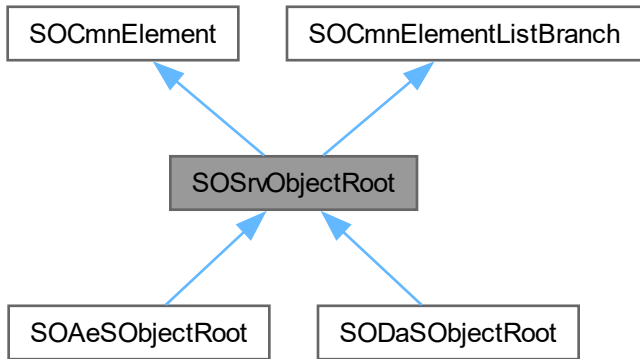 SOCmnElement
SOCmnElementListBranch
SOSrvObjectRoot
SOAeSObjectRoot
SODaSObjectRoot